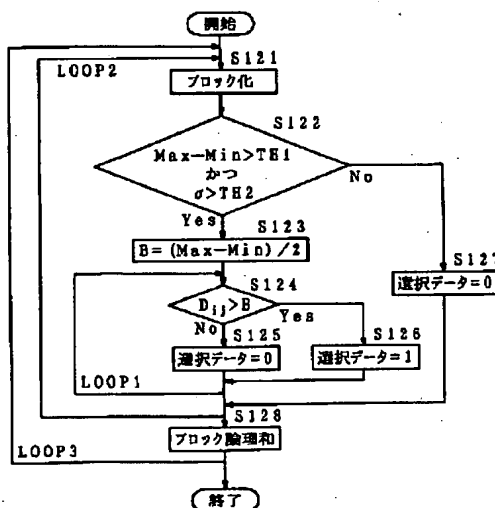 開始
LOOP2
S121
ブロック化
S122
Max−Min>TH1
かつ
σ>TH2
No
Yes
S123
B=(Max−Min)/2
S127
選択データ=0
S124
Dij>B
No
Yes
S125
S126
選択データ=0
選択データ=1
LOOP1
S128
ブロック論理和
LOOP3
終了